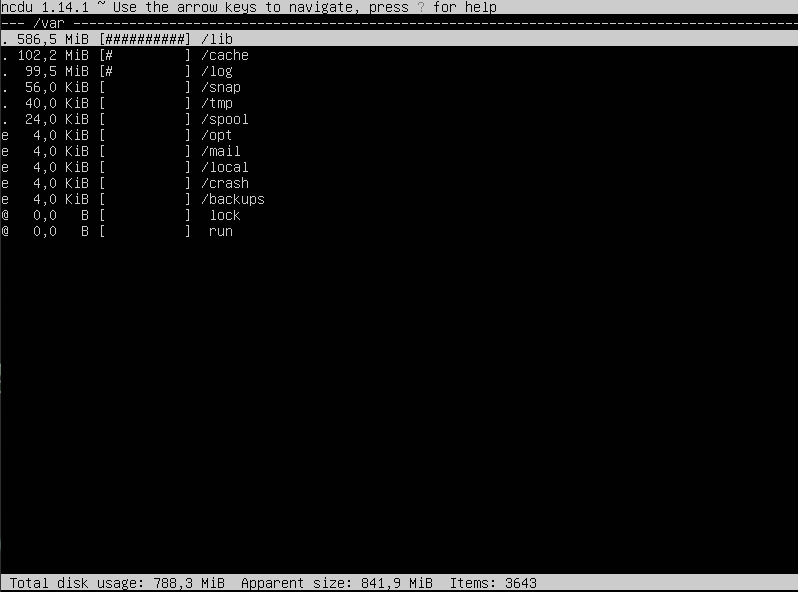 ncdu 1.14.1 ~ Use the arrow keys to navigate, press ? for help
--- /var ------------------------------------------------------------------------------------------
. 586,5 MiB [##########] /lib
. 102,2 MiB [#         ] /cache
.  99,5 MiB [#         ] /log
.  56,0 KiB [          ] /snap
.  40,0 KiB [          ] /tmp
.  24,0 KiB [          ] /spool
e   4,0 KiB [          ] /opt
e   4,0 KiB [          ] /mail
e   4,0 KiB [          ] /local
e   4,0 KiB [          ] /crash
e   4,0 KiB [          ] /backups
@   0,0   B [          ]  lock
@   0,0   B [          ]  run
Total disk usage: 788,3 MiB  Apparent size: 841,9 MiB  Items: 3643